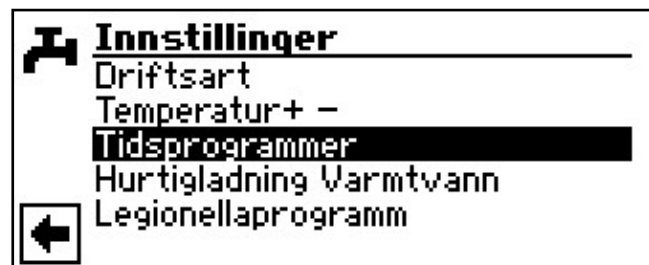 Innstillinger
Driftsart
Temperatur+ −
Tidsprogrammer
Hurtigladning Varmtvann
Legionellaprogramm